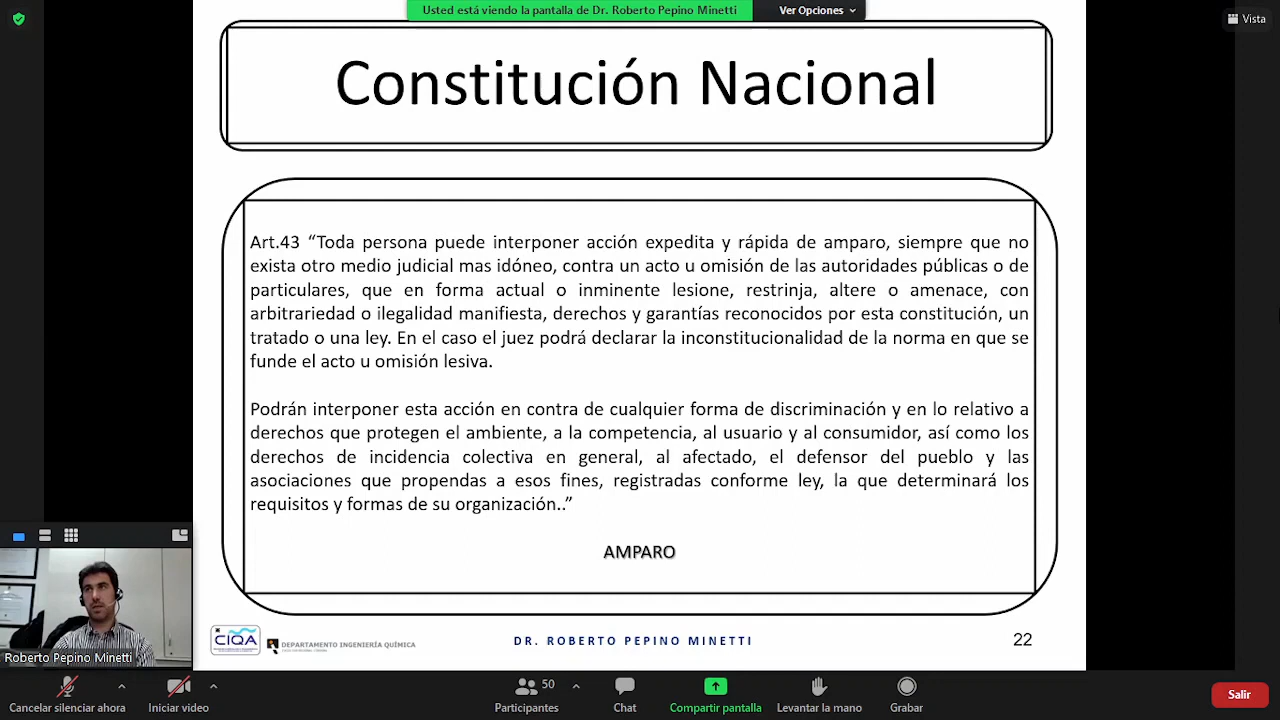 Usted está viendo la pantalla de Dr. Roberto Pepino Minetti
Ver Opciones
Vista
Constitución Nacional
Art.43 “Toda persona puede interponer acción expedita y rápida de amparo, siempre que no
exista otro medio judicial mas idóneo, contra un acto u omisión de las autoridades públicas o de
particulares, que en forma actual o inminente lesione, restrinja, altere o amenace, con
arbitrariedad o ilegalidad manifiesta, derechos y garantías reconocidos por esta constitución, un
tratado o una ley. En el caso el juez podrá declarar la inconstitucionalidad de la norma en que se
funde el acto u omisión lesiva.
Podrán interponer esta acción en contra de cualquier forma de discriminación y en lo relativo a
derechos que protegen el ambiente, a la competencia, al usuario y al consumidor, así como los
derechos de incidencia colectiva en general, al afectado, el defensor del pueblo y las
asociaciones que propendas a esos fines, registradas conforme ley, la que determinará los
requisitos y formas de su organización..”
AMPARO
CIQA
DEPARTAMENTO INGENIERÍA QUÍMICA
DR. ROBERTO PEPINO MINETTI
22
Roberto Pepino Minetti
Cancelar silenciar ahora
Iniciar video
50
Participantes
Chat
Compartir pantalla
Levantar la mano
Grabar
Salir